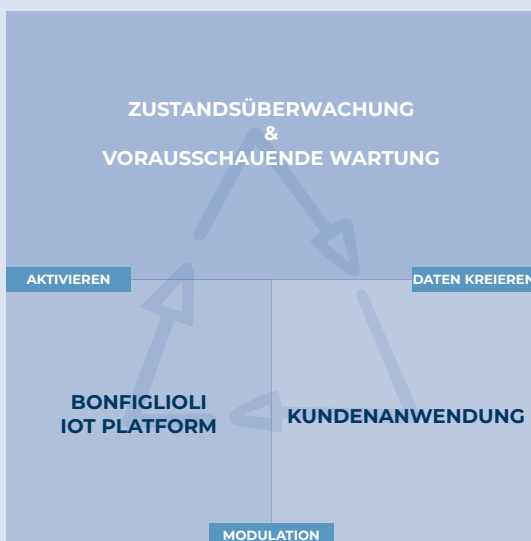 ZUSTANDSÜBERWACHUNG
&
VORAUSSCHAUENDE WARTUNG
AKTIVIEREN
DATEN KREIEREN
BONFIGLIOLI
IOT PLATFORM
KUNDENANWENDUNG
MODULATION